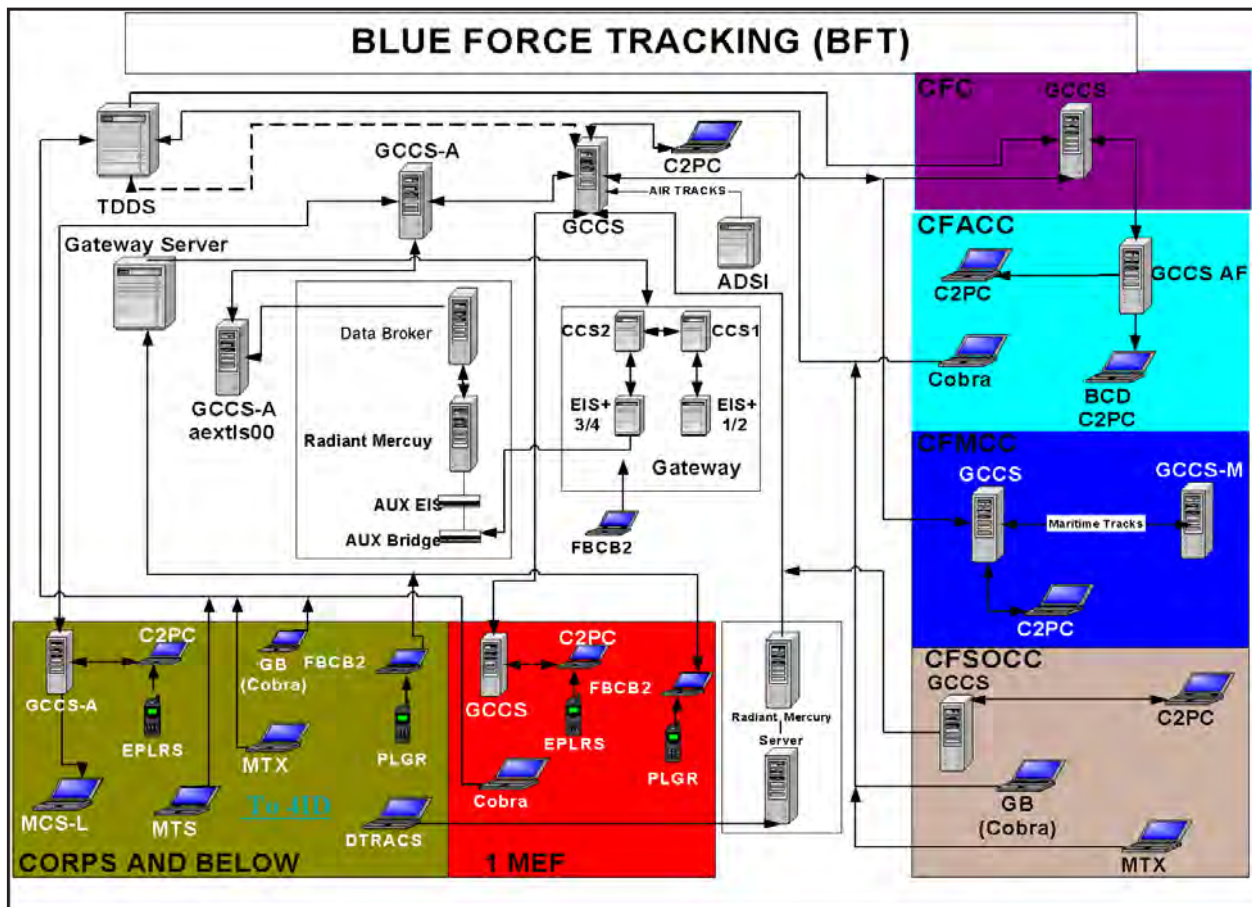 BLUE FORCE TRACKING (BFT)
CFC
GCCS
GCCS-A
C2PC
TDDS
AIR TRACKS
GCCS
CFACC
Gateway Server
ADSI
GCCS AF
C2PC
Data Broker
CCS2
CCS1
Cobra
GCCS-A
aextls00
EIS+
3/4
EIS+
1/2
BCD
C2PC
Radiant Mercuy
Gateway
CFMCC
GCCS
GCCS-M
AUX EIS
Maritime Tracks
AUX Bridge
FBCB2
C2PC
C2PC
GB
(Cobra)
FBCB2
GCCS-A
EPLRS
MTX
PLGR
MCS-L
MTS
To 4ID
DTRACS
CORPS AND BELOW
C2PC
FBCB2
GCCS
EPLRS
PLGR
Cobra
1 MEF
Radiant, Mercury
Server
CFSOCC
GCCS
C2PC
GB
(Cobra)
MTX